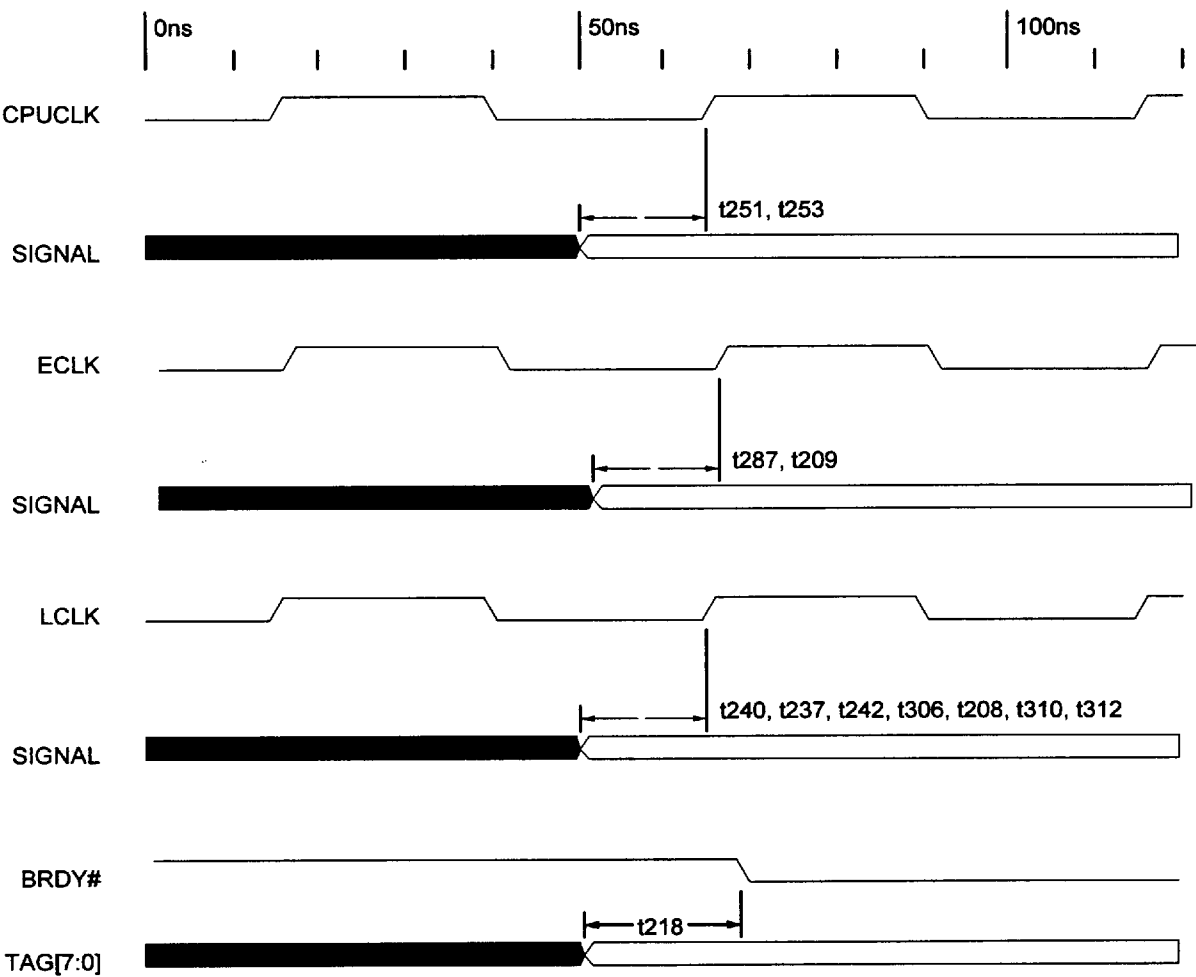 0ns 50ns 100ns
CPUCLK
t251, t253
SIGNAL
ECLK
t287, t209
SIGNAL
LCLK
t240, t237, t242, t306, t208, t310, t312
SIGNAL
BRDY#
t218
TAG[7:0]